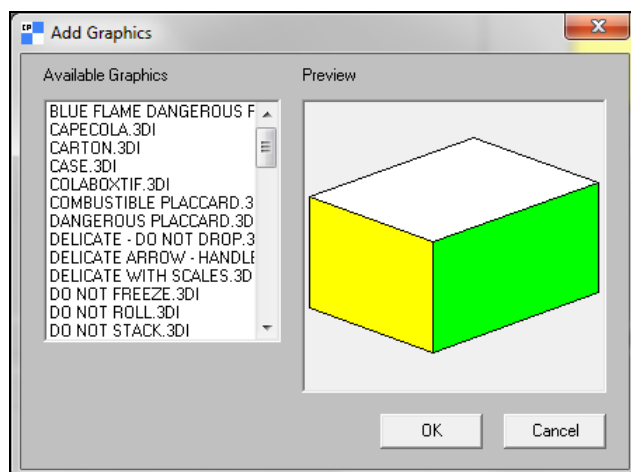 CP
Add Graphics
Available Graphics
Preview
BLUE FLAME DANGEROUS F
CAPECOLA.3DI
CARTON.3DI
CASE.3DI
COLABOXTIF.3DI
COMBUSTIBLE PLACCARD.3
DANGEROUS PLACCARD.3D
DELICATE - DO NOT DROP.3
DELICATE ARROW - HANDLE
DELICATE WITH SCALES.3D
DO NOT FREEZE.3DI
DO NOT ROLL.3DI
DO NOT STACK.3DI
OK
Cancel